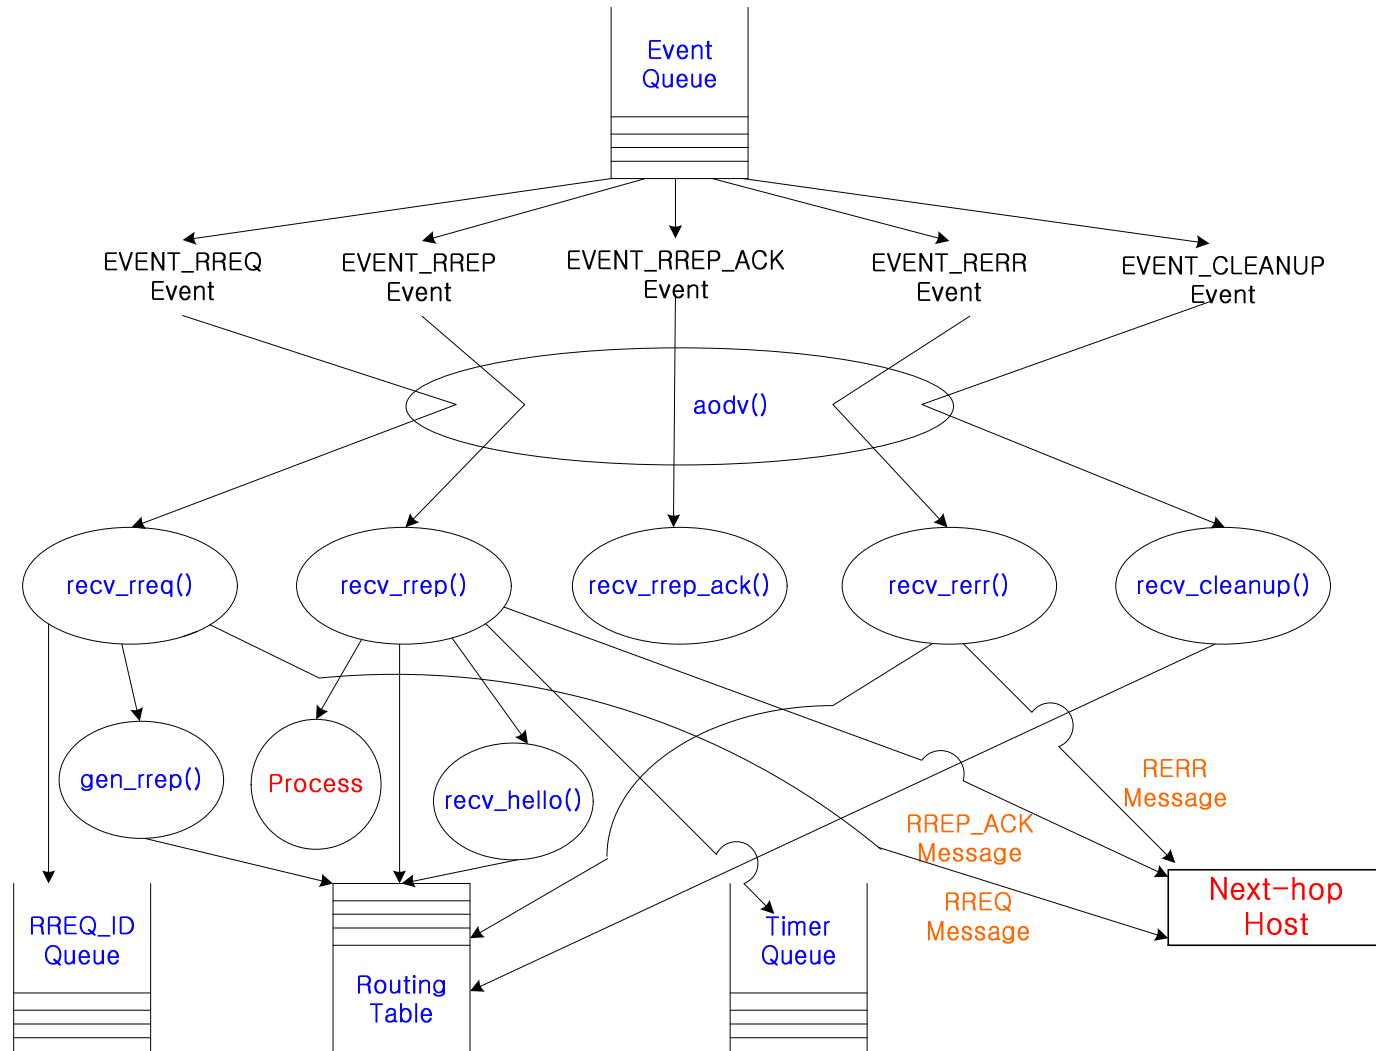 Event
Queue
EVENT_RREQ
Event
EVENT_RREP
Event
EVENT_RREP_ACK
Event
EVENT_RERR
Event
EVENT_CLEANUP
Event
aodv()
recv_rreq()
recv_rrep()
recv_rrep_ack()
recv_rerr()
recv_cleanup()
gen_rrep()
Process
recv_hello()
RERR
Message
RREP_ACK
Message
RREQ
Message
Next-hop
Host
RREQ_ID
Queue
Routing
Table
Timer
Queue